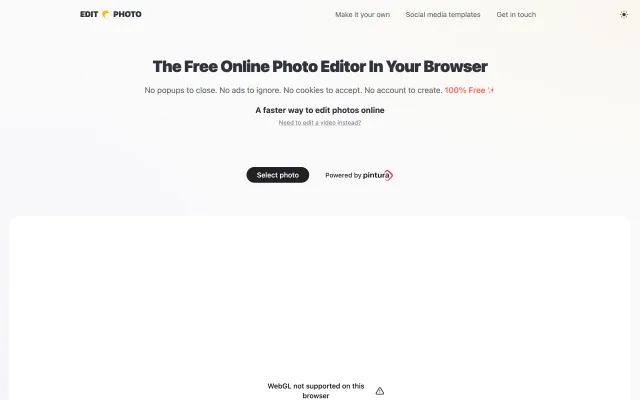 EDIT PHOTO
Make it your own
Social media templates
Get in touch
The Free Online Photo Editor In Your Browser
No popups to close. No ads to ignore. No cookies to accept. No account to create. 100% Free
A faster way to edit photos online
Need to edit a video instead?
Select photo
Powered by pintura
WebGL not supported on this
browser